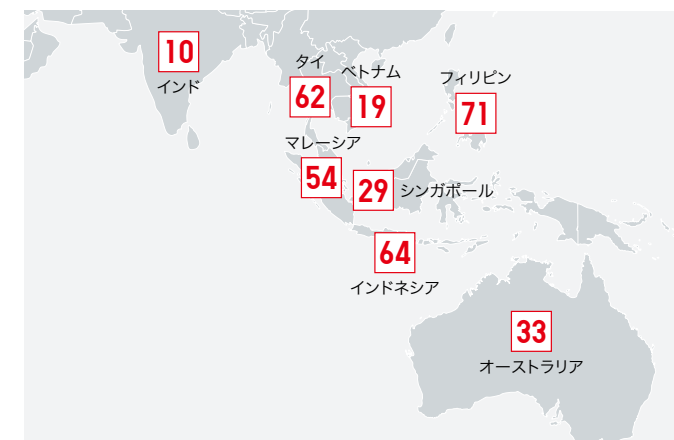 10
インド
タイ
62
ベトナム
19
フィリピン
71
マレーシア
54
29
シンガポール
64
インドネシア
33
オーストラリア